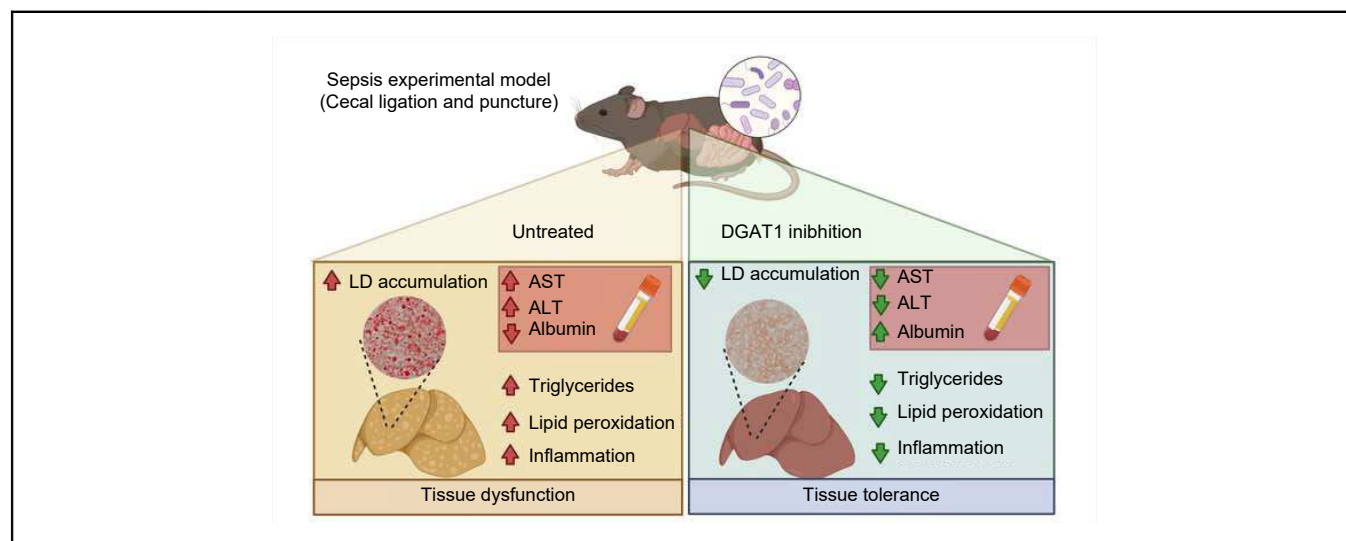 Sepsis experimental model
(Cecal ligation and puncture)
Untreated
DGAT1 inibhition
LD accumulation
AST
ALT
Albumin
Triglycerides
Lipid peroxidation
Inflammation
Tissue dysfunction
LD accumulation
AST
ALT
Albumin
Triglycerides
Lipid peroxidation
Inflammation
Tissue tolerance